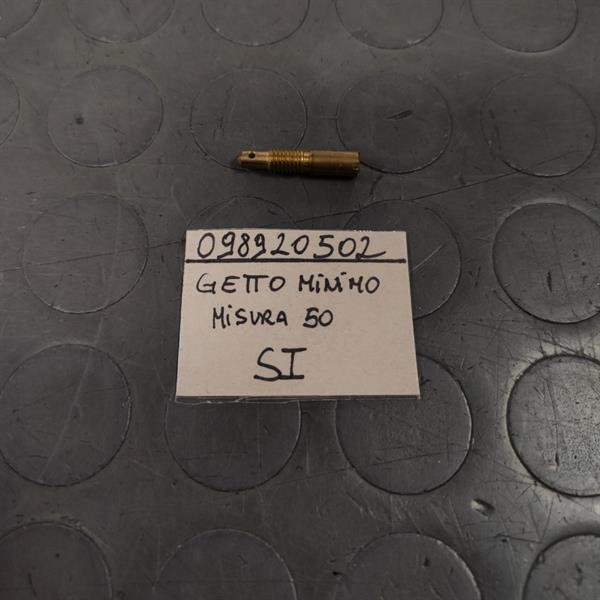 098920502
GETTO MINIMO
MISURA 50
SI